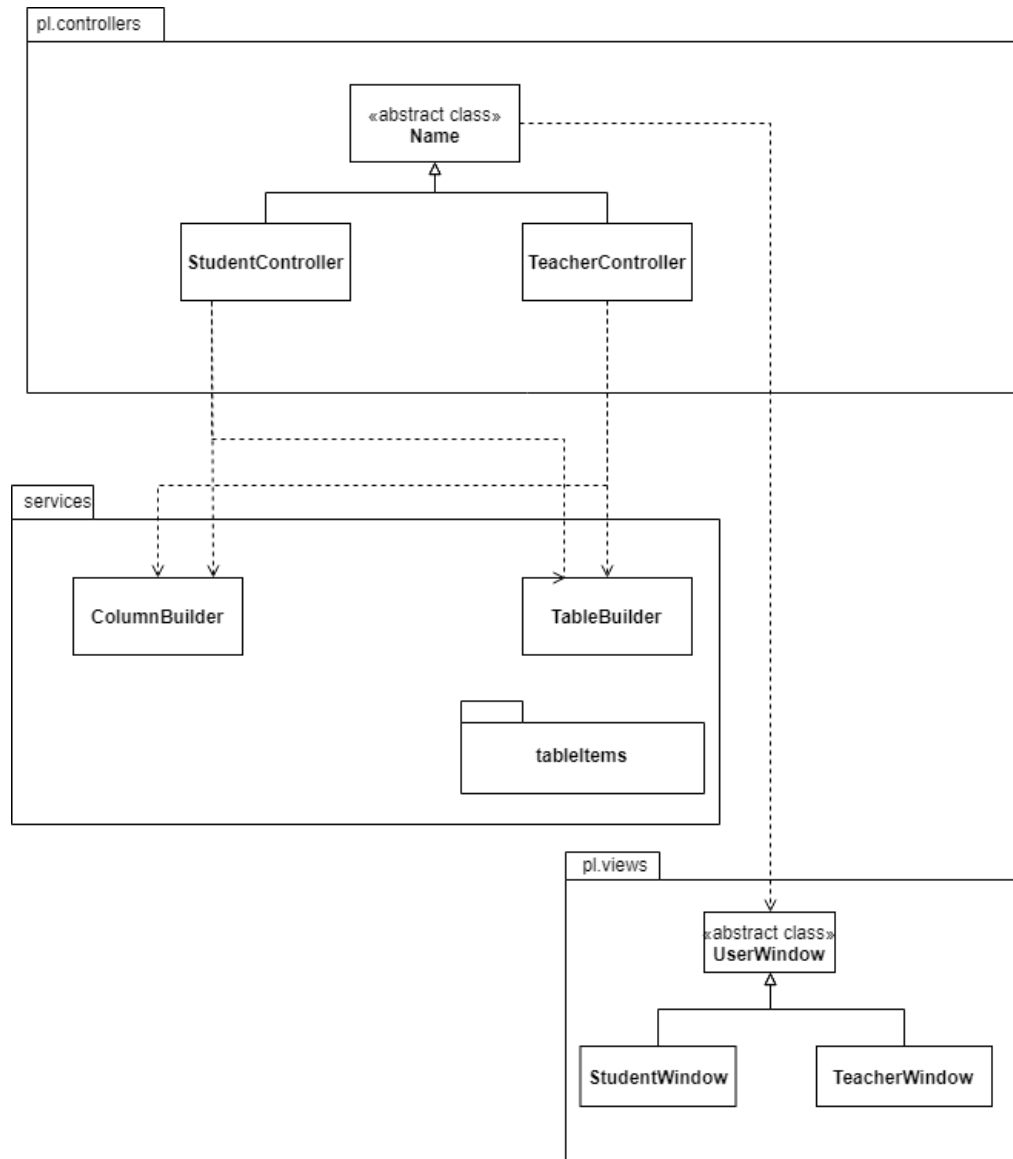 pl.controllers
«abstract class»
Name
StudentController
TeacherController
services
ColumnBuilder
TableBuilder
tableItems
pl.views
«abstract class»
UserWindow
StudentWindow
TeacherWindow